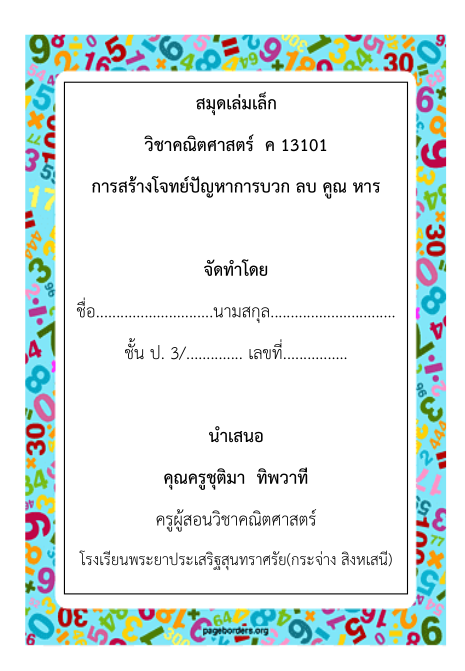 สมุดเล่มเล็ก
วิชาคณิตศาสตร์ ค 13101
การสร้างโจทย์ปัญหาการบวก ลบ คูณ หาร
จัดทำโดย
ชื่อ............................นามสกุล..............................
ชั้น ป. 3/.............. เลขที่................
นำเสนอ
คุณครูชุติมา ทิพวาที
ครูผู้สอนวิชาคณิตศาสตร์
โรงเรียนพระยาประเสริฐสุนทราศรัย(กระจ่าง สิงหเสนี)
pageborders.org